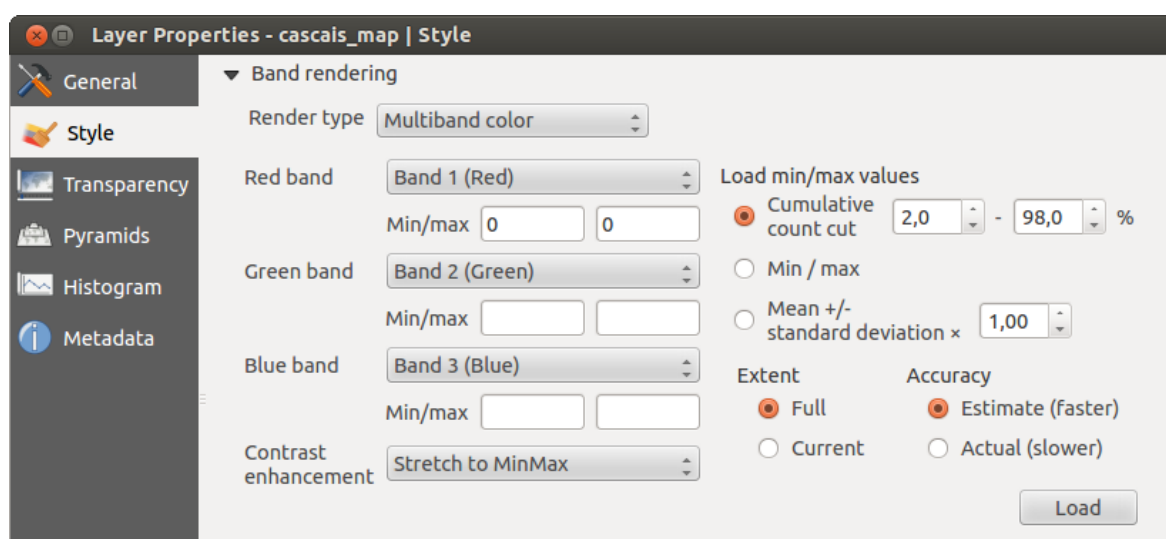 Layer Properties - cascais_map | Style
General
Style
Transparency
Pyramids
Histogram
Metadata
Band rendering
Render type Multiband color
Red band Band 1 (Red)
Min/max 0 0
Green band Band 2 (Green)
Min/max
Blue band Band 3 (Blue)
Min/max
Contrast
enhancement Stretch to MinMax
Load min/max values
Cumulative
count cut 2,0 - 98,0 %
Min / max
Mean +/-
standard deviation × 1,00
Extent Accuracy
Full Estimate (faster)
Current Actual (slower)
Load